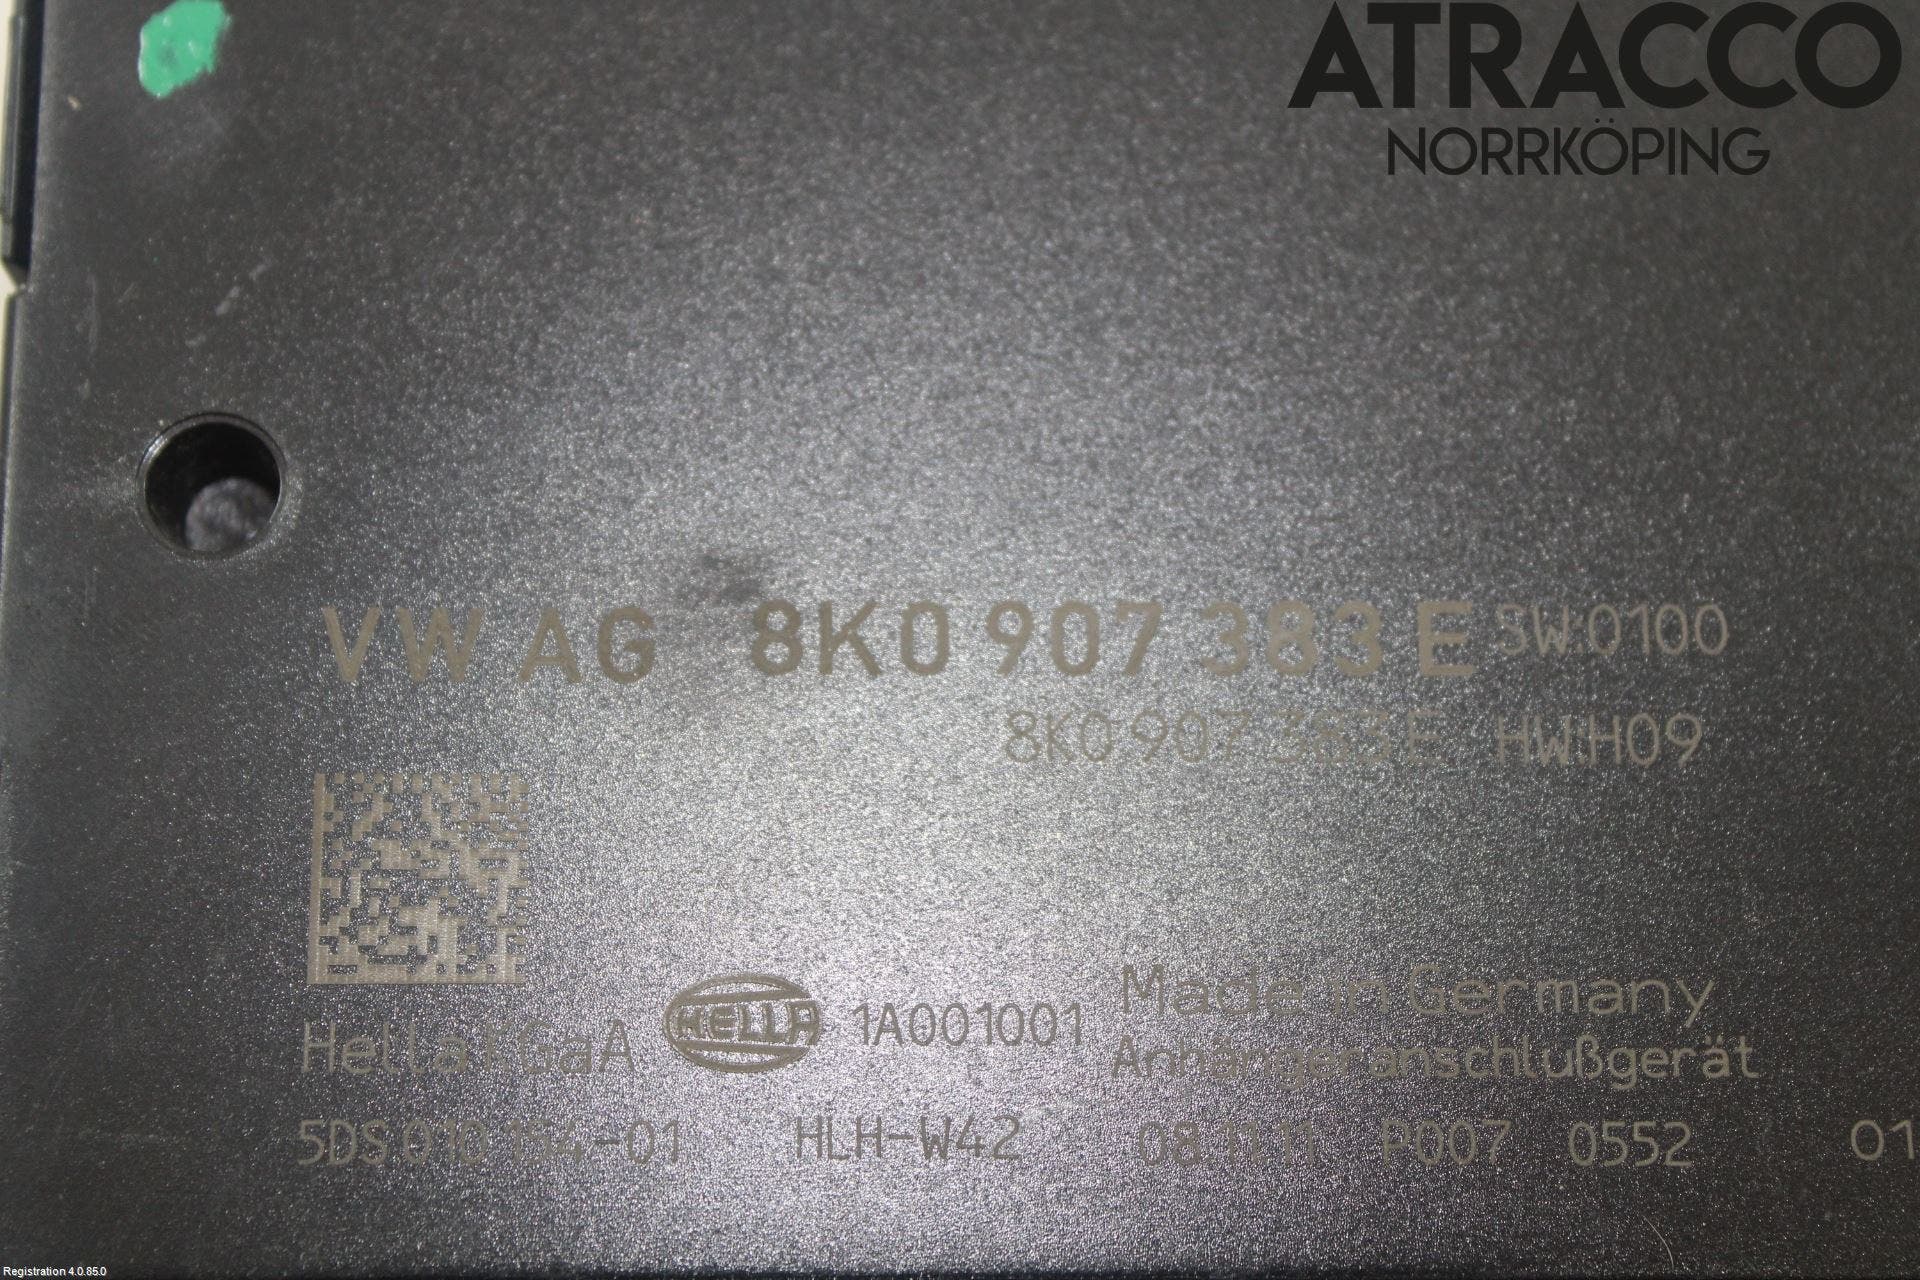 ATRACCO
NORRKÖPING
VW AG 8K0 907 383 E SW:0100
8K0 907 383 E HW:H09
Hella KGaA HELLA 1A001001 Made in Germany
Anhängeranschlußgerät
5DS 010 154-01 HLH-W42 08.11.11 P007 0552 01
Registration 4.0.85.0